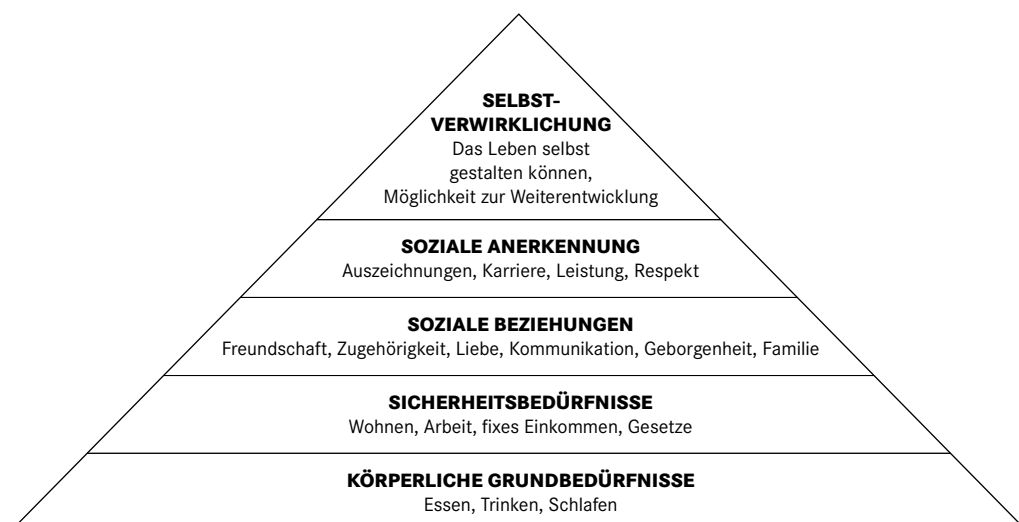 SELBST-
VERWIRKLICHUNG
Das Leben selbst
gestalten können,
Möglichkeit zur Weiterentwicklung
SOZIALE ANERKENNUNG
Auszeichnungen, Karriere, Leistung, Respekt
SOZIALE BEZIEHUNGEN
Freundschaft, Zugehörigkeit, Liebe, Kommunikation, Geborgenheit, Familie
SICHERHEITSBEDÜRFNISSE
Wohnen, Arbeit, fixes Einkommen, Gesetze
KÖRPERLICHE GRUNDBEDÜRFNISSE
Essen, Trinken, Schlafen